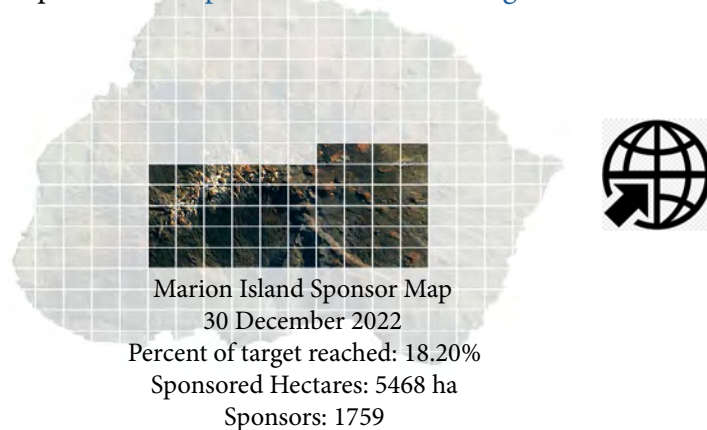 Marion Island Sponsor Map
30 December 2022
Percent of target reached: 18.20%
Sponsored Hectares: 5468 ha
Sponsors: 1759